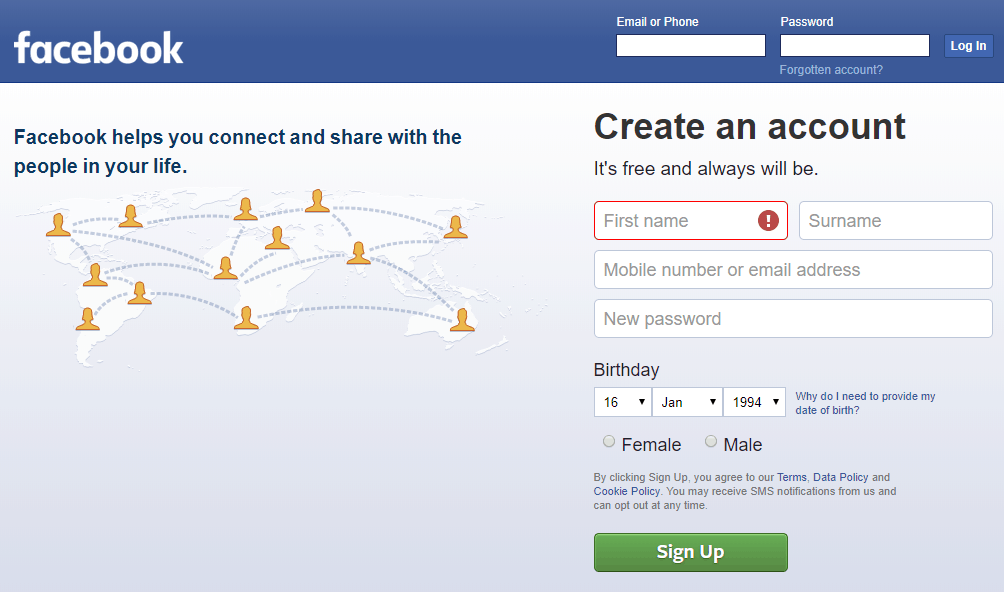 facebook
Email or Phone
Password
Log In
Forgotten account?
Facebook helps you connect and share with the
people in your life.
Create an account
It's free and always will be.
First name
Surname
Mobile number or email address
New password
Birthday
16
Jan
1994
Why do I need to provide my
date of birth?
Female
Male
By clicking Sign Up, you agree to our Terms, Data Policy and
Cookie Policy. You may receive SMS notifications from us and
can opt out at any time.
Sign Up